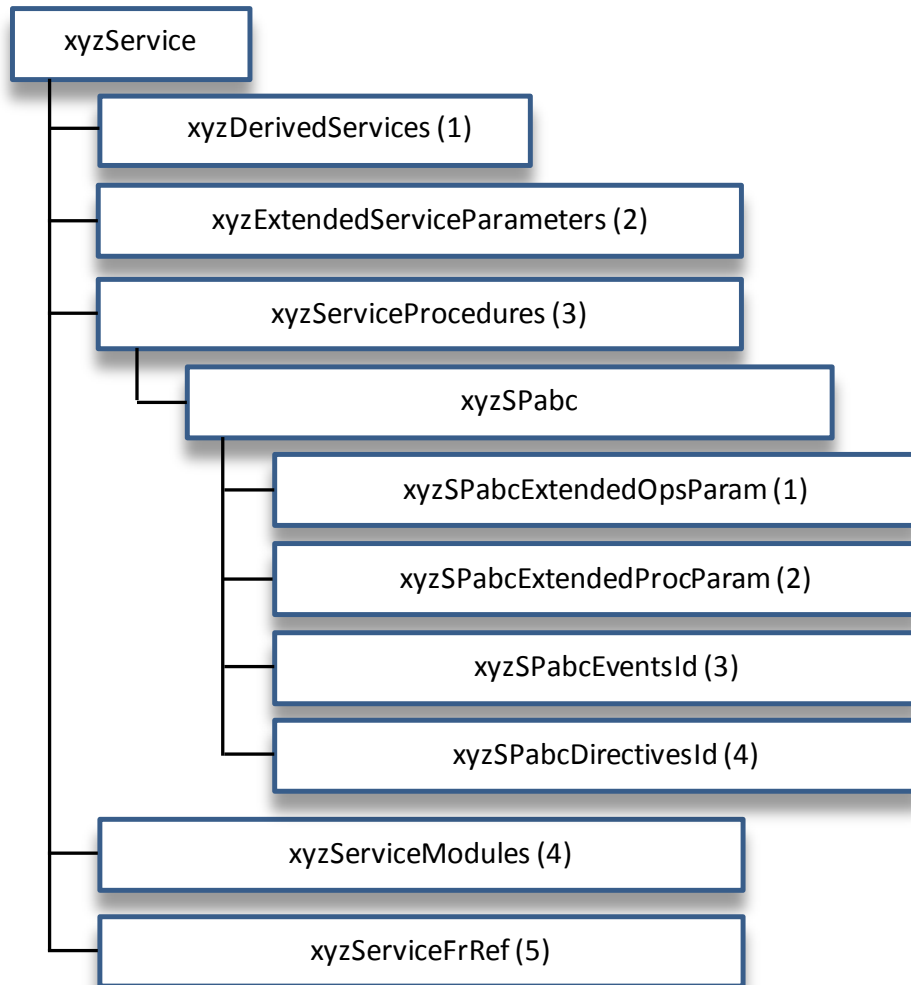 xyzService
xyzDerivedServices (1)
xyzExtendedServiceParameters (2)
xyzServiceProcedures (3)
xyzSPabc
xyzSPabcExtendedOpsParam (1)
xyzSPabcExtendedProcParam (2)
xyzSPabcEventsId (3)
xyzSPabcDirectivesId (4)
xyzServiceModules (4)
xyzServiceFrRef (5)